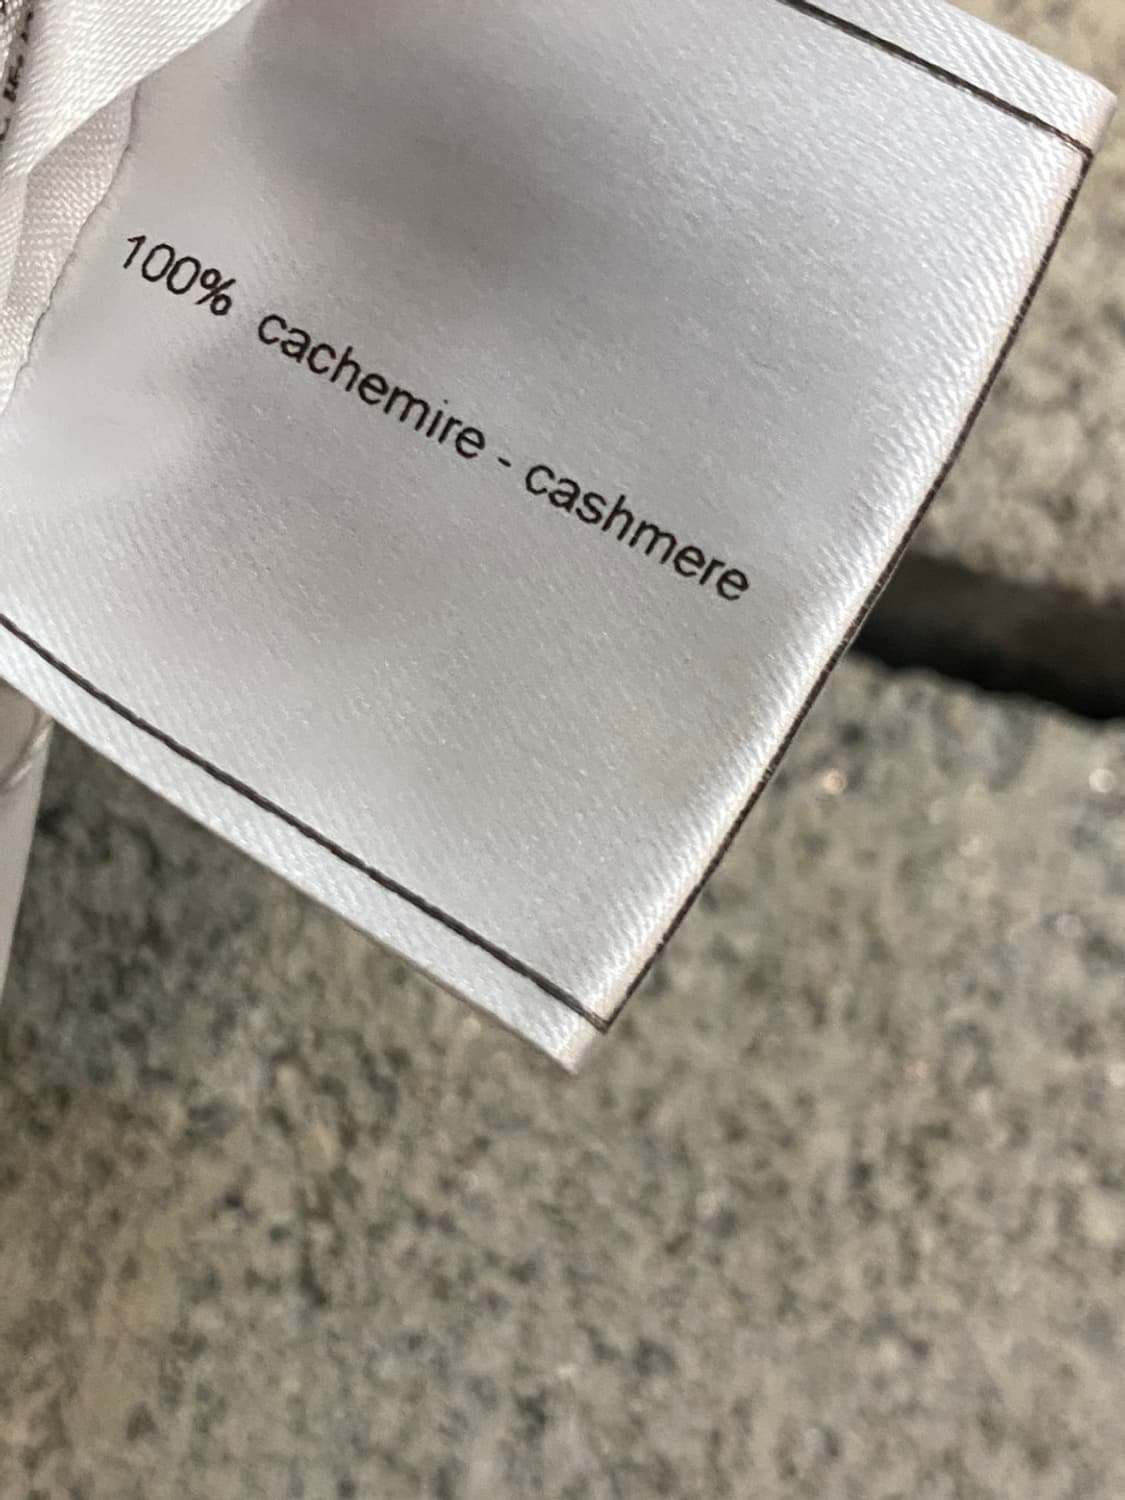 100% cachemire - cashmere